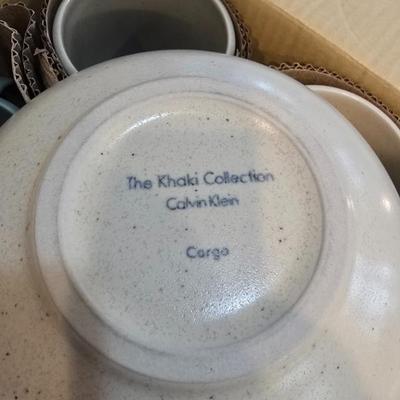 The Khaki Collection
Calvin Klein
Cargo